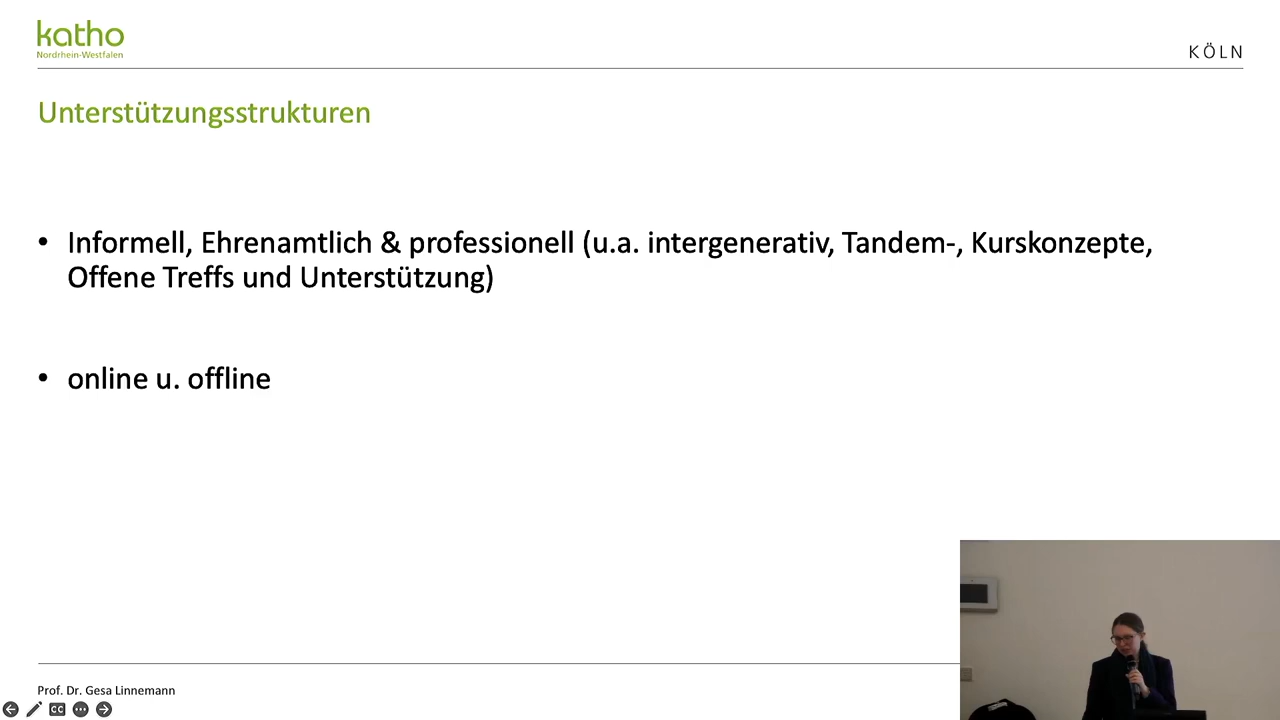 katho
Nordrhein-Westfalen
KÖLN
Unterstützungsstrukturen
• Informell, Ehrenamtlich & professionell (u.a. intergenerativ, Tandem-, Kurskonzepte,
Offene Treffs und Unterstützung)
• online u. offline
Prof. Dr. Gesa Linnemann
CC